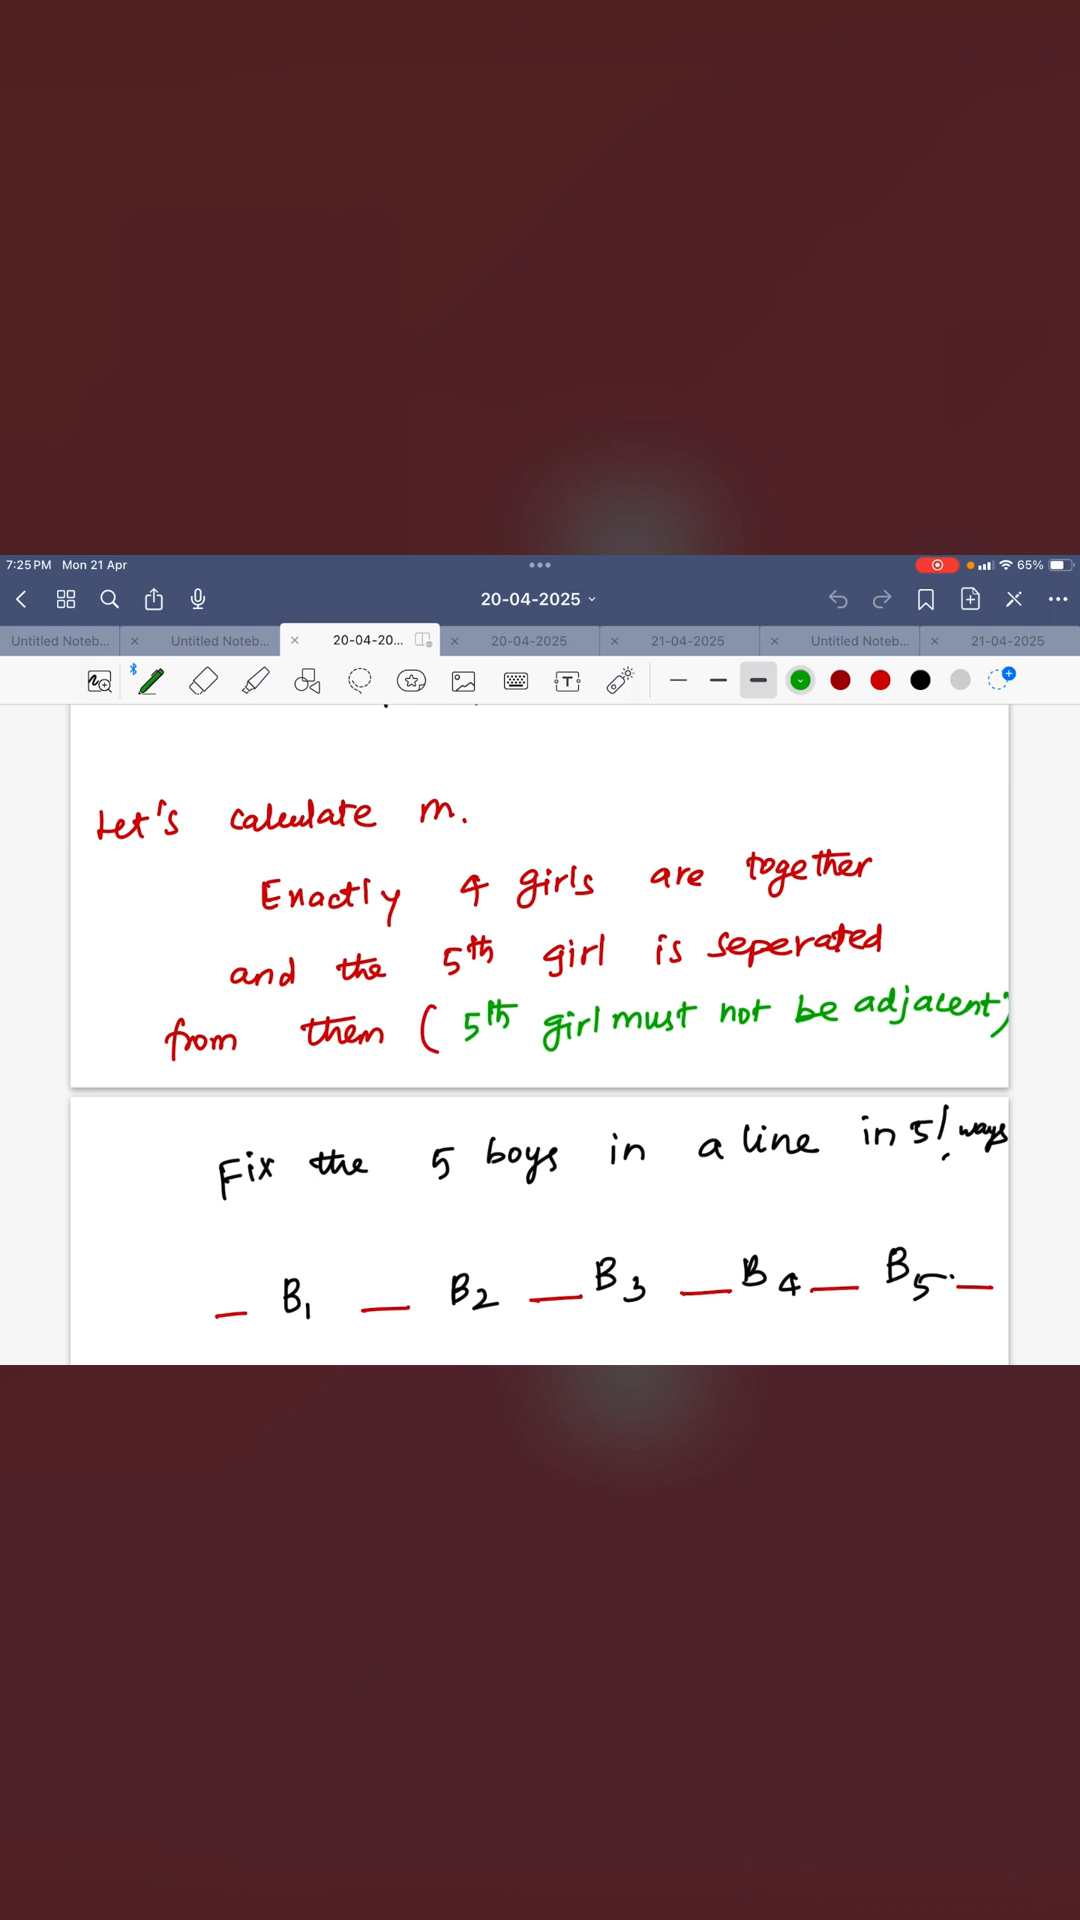 7:25 PM Mon 21 Apr
65%
20-04-2025
Untitled Noteb...
Untitled Noteb...
20-04-20...
20-04-2025
21-04-2025
Untitled Noteb...
21-04-2025
Let's calculate m.
Exactly 4 girls are together
and the 5th girl is seperated
from them ( 5th girl must not be adjacent)
Fix the 5 boys in a line in 5! ways
_ B1 _ B2 _ B3 _ B4 _ B5 _